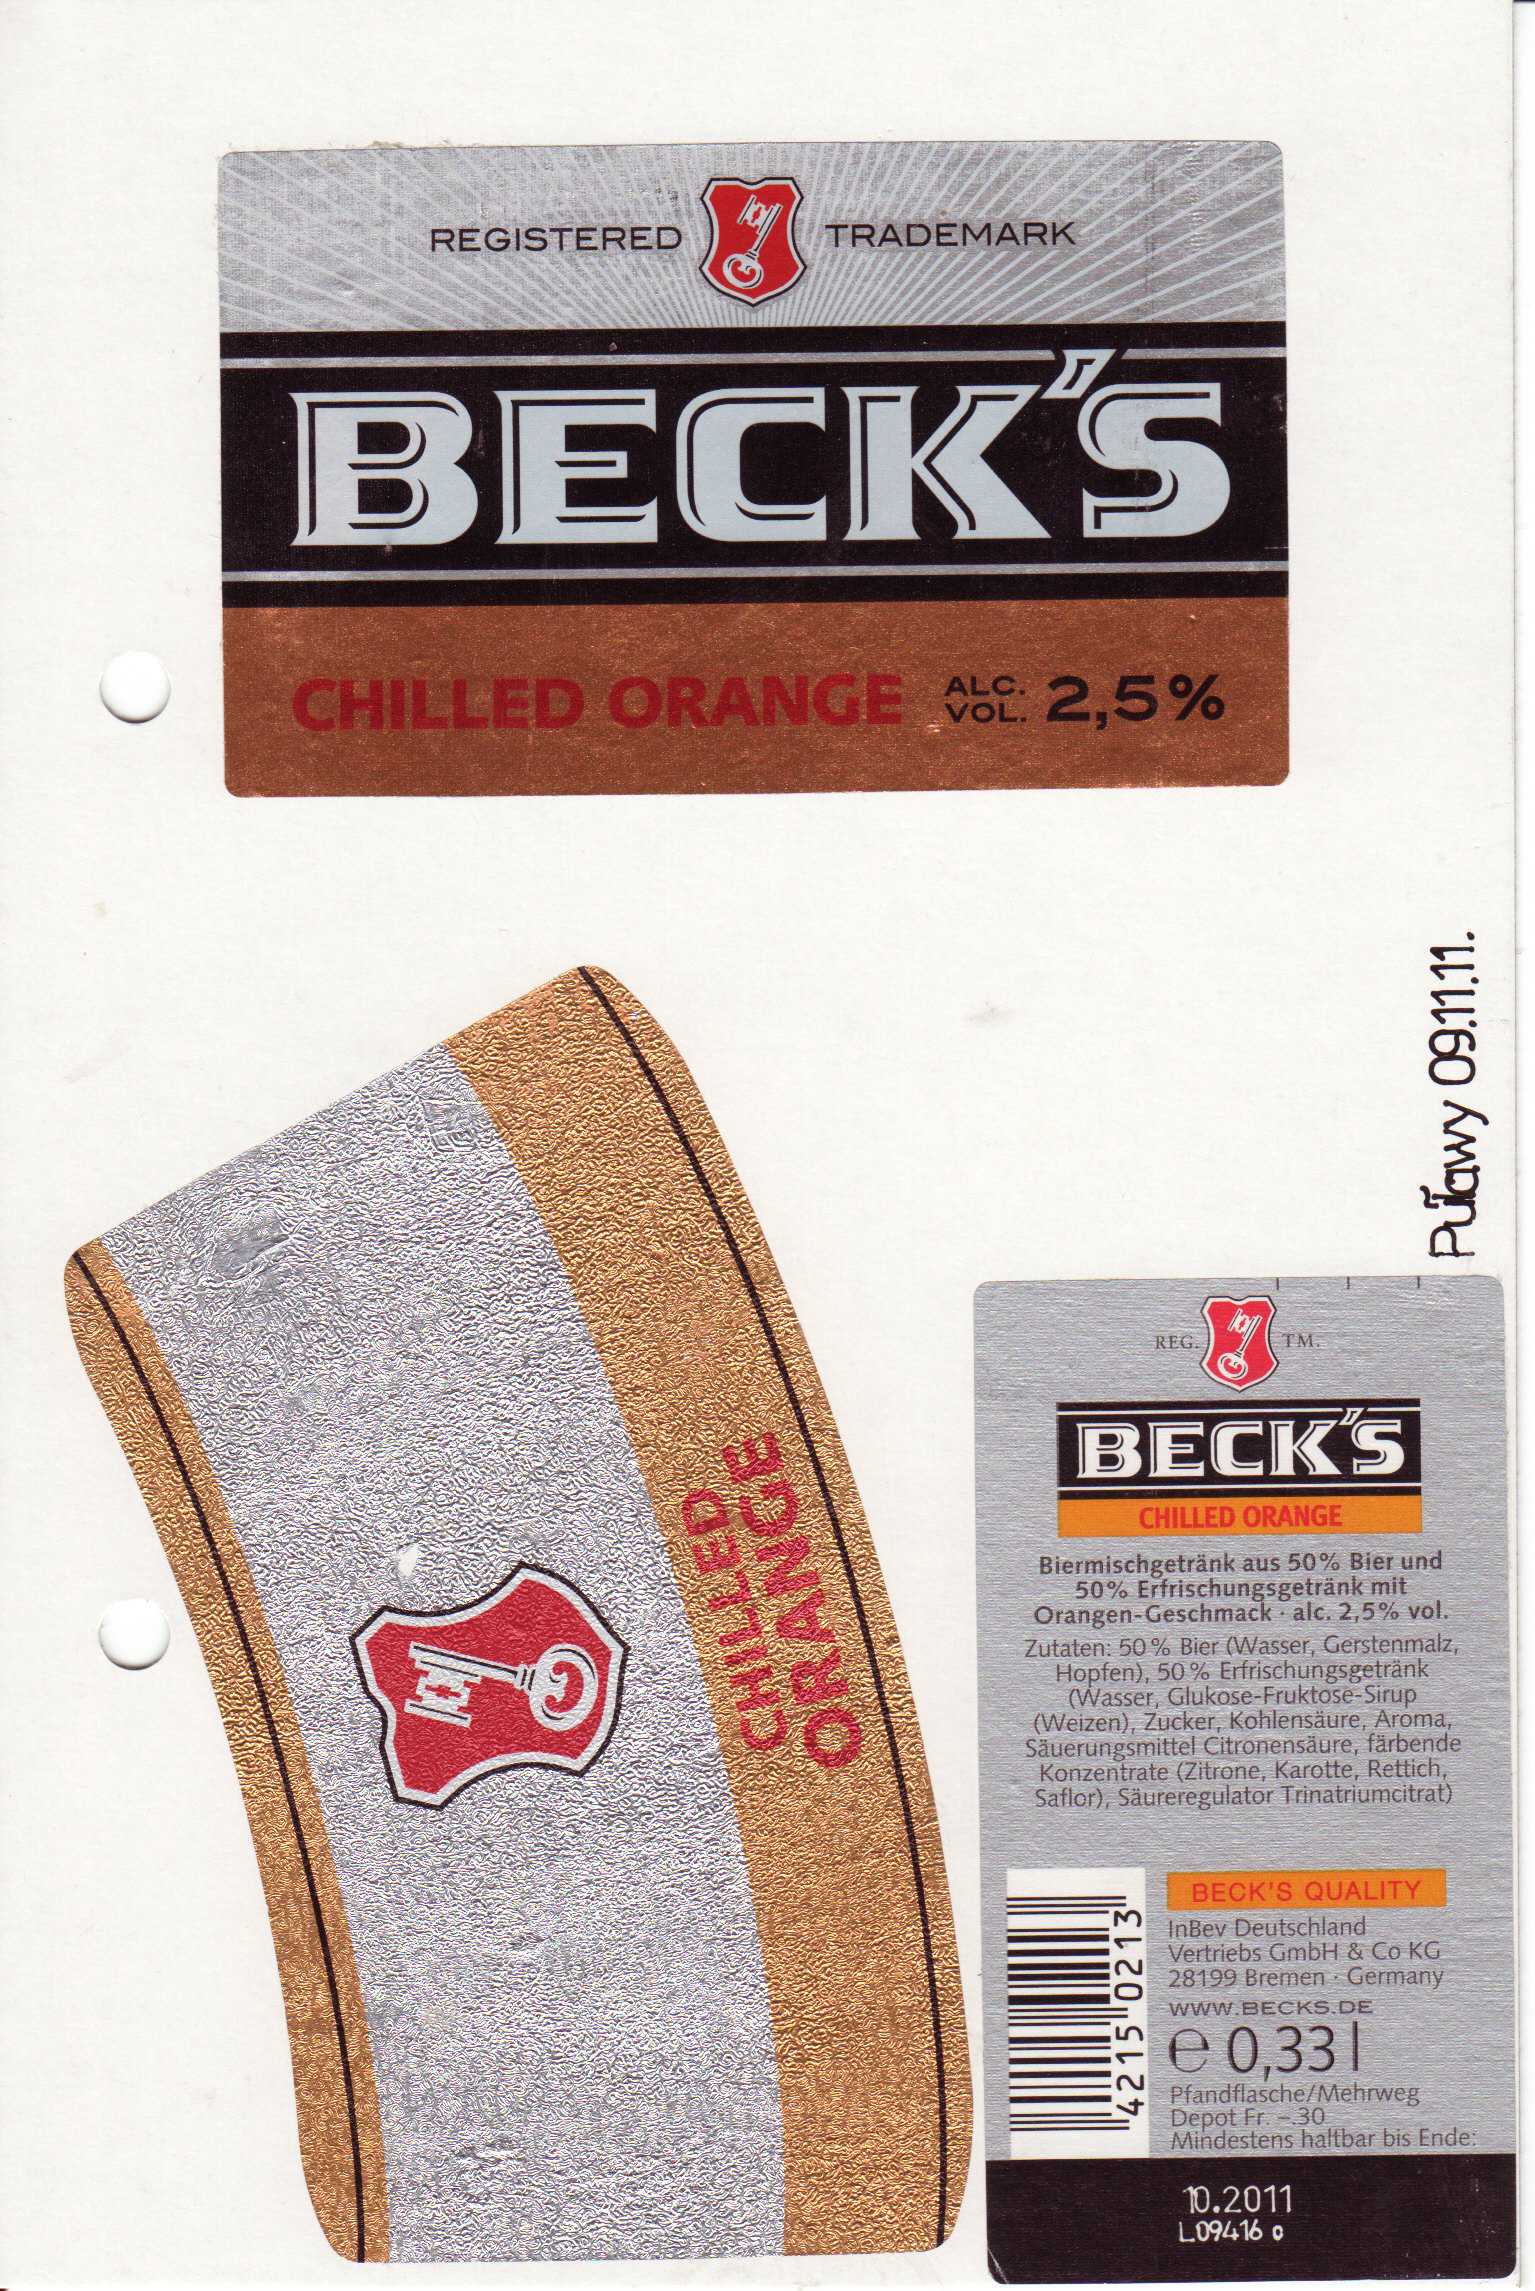 REGISTERED TRADEMARK
BECK'S
CHILLED ORANGE ALC. VOL. 2,5%
CHILLED
ORANGE
Puławy 09.11.11.
REG. TM.
BECK'S
CHILLED ORANGE
Biermischgetränk aus 50% Bier und
50% Erfrischungsgetränk mit
Orangen-Geschmack · alc. 2,5% vol.
Zutaten: 50% Bier (Wasser, Gerstenmalz,
Hopfen), 50% Erfrischungsgetränk
(Wasser, Glukose-Fruktose-Sirup
(Weizen), Zucker, Kohlensäure, Aroma,
Säuerungsmittel Citronensäure, färbende
Konzentrate (Zitrone, Karotte, Rettich,
Saflor), Säureregulator Trinatriumcitrat)
BECK'S QUALITY
InBev Deutschland
Vertriebs GmbH & Co KG
28199 Bremen · Germany
WWW.BECKS.DE
e 0,33 l
Pfandflasche/Mehrweg
Depot Fr. –.30
Mindestens haltbar bis Ende:
4215 0213
10.2011
L09416 o